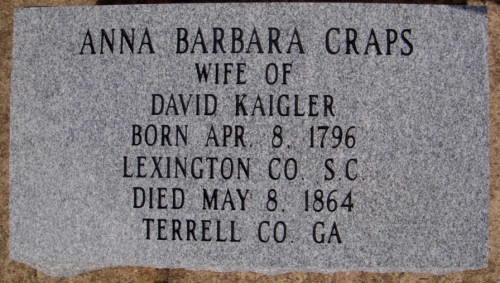 ANNA BARBARA CRAPS
WIFE OF
DAVID KAIGLER
BORN APR. 8, 1796
LEXINGTON CO. S.C.
DIED MAY 8, 1864
TERRELL CO. GA